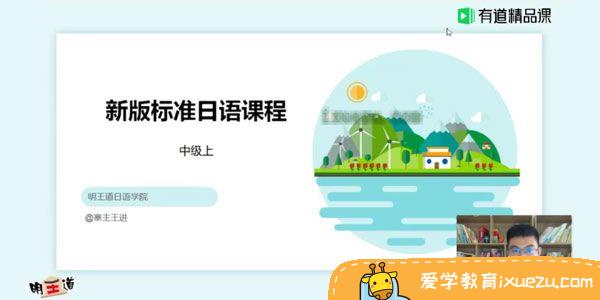 有道精品课
新版标准日语课程
中级上
明王道日语学院
@寨主王进
明王道
爱学教育ixuezu.com